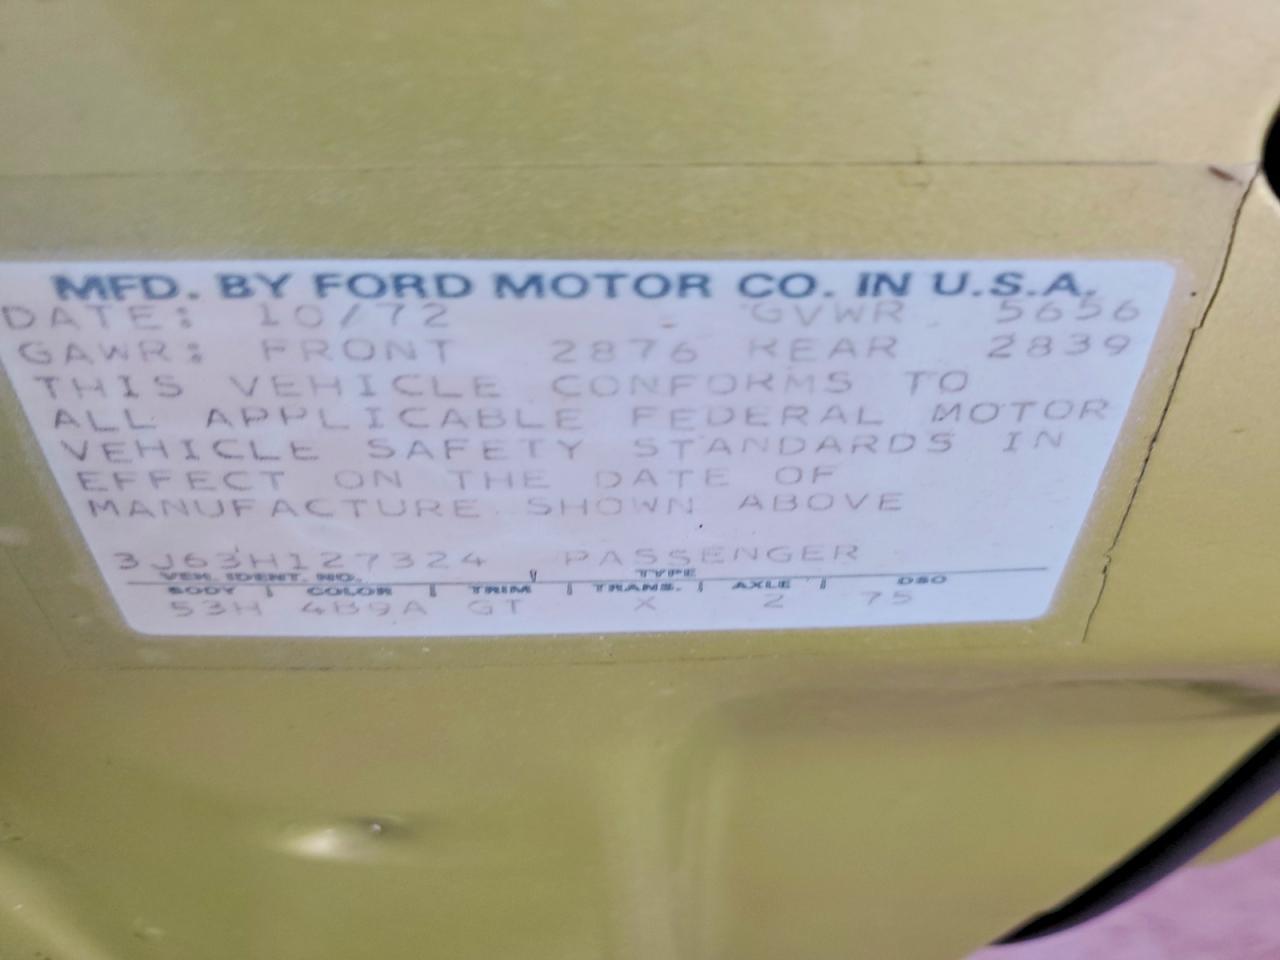 MFD. BY FORD MOTOR CO. IN U.S.A.
DATE: 10/72 GVWR 5656
GAWR: FRONT 2876 REAR 2839
THIS VEHICLE CONFORMS TO
ALL APPLICABLE FEDERAL MOTOR
VEHICLE SAFETY STANDARDS IN
EFFECT ON THE DATE OF
MANUFACTURE SHOWN ABOVE
3J63H127324 PASSENGER
VEH. IDENT. NO. TYPE
BODY COLOR TRIM TRANS. AXLE DSO
53H 4B9A GT X 2 75